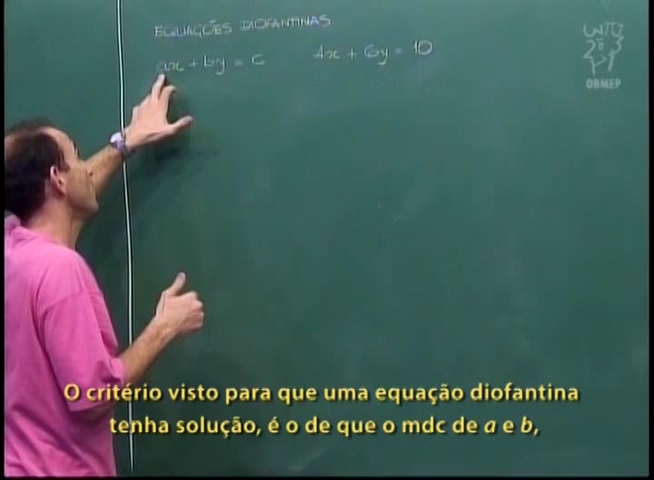 EQUAÇÕES DIOFANTINAS
ax + by = c 4x + 6y = 10
OBMEP
O critério visto para que uma equação diofantina
tenha solução, é o de que o mdc de a e b,